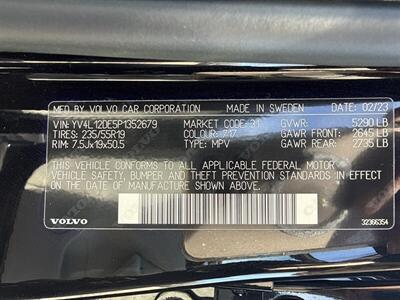 MFD. BY VOLVO CAR CORPORATION MADE IN SWEDEN 02/23
VIN: YV4L12DE5P1352679 MARKET CODE: 31 GVWR: 5290 LB
TIRES: 235/55R19 COLOUR: 717 GAWR FRONT: 2645 LB
RIM: 7.5Jx19x50.5 TYPE: MPV GAWR REAR: 2735 LB
THIS VEHICLE CONFORMS TO ALL APPLICABLE FEDERAL MOTOR
VEHICLE SAFETY, BUMPER AND THEFT PREVENTION STANDARDS IN EFFECT
ON THE DATE OF MANUFACTURE SHOWN ABOVE.
VOLVO 32366354